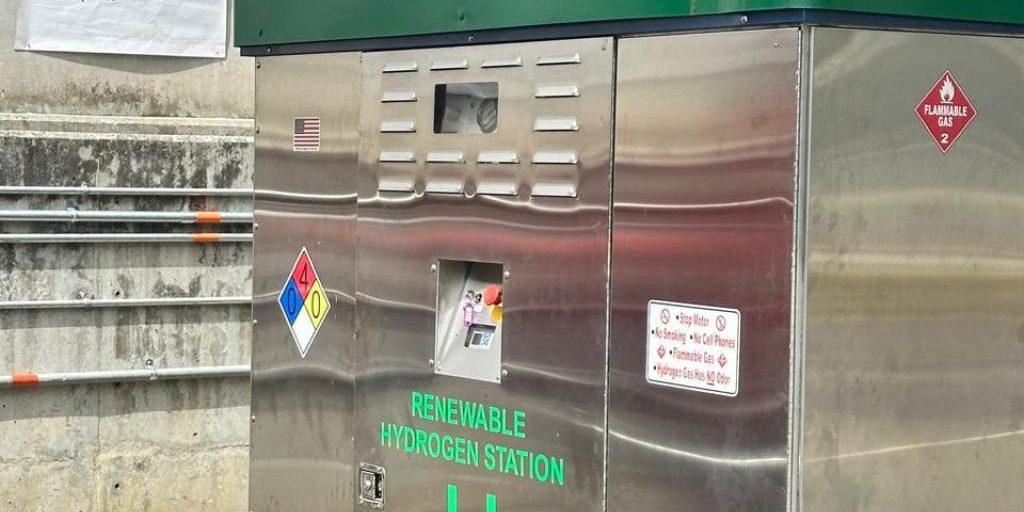 4
0
0
RENEWABLE
HYDROGEN STATION
H
• Stop Motor
• No Smoking • No Cell Phones
• Flammable Gas
• Hydrogen Gas Has NO Odor
FLAMMABLE
GAS
2